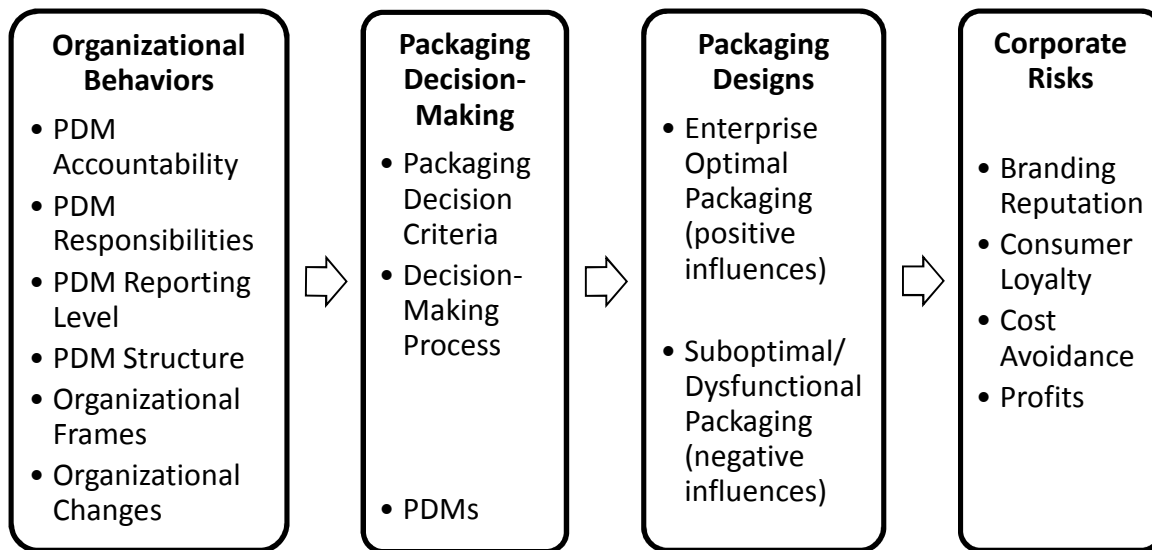 Organizational
Behaviors
• PDM
Accountability
• PDM
Responsibilities
• PDM Reporting
Level
• PDM Structure
• Organizational
Frames
• Organizational
Changes
Packaging
Decision-
Making
• Packaging
Decision
Criteria
• Decision-
Making
Process
• PDMs
Packaging
Designs
• Enterprise
Optimal
Packaging
(positive
influences)
• Suboptimal/
Dysfunctional
Packaging
(negative
influences)
Corporate
Risks
• Branding
Reputation
• Consumer
Loyalty
• Cost
Avoidance
• Profits